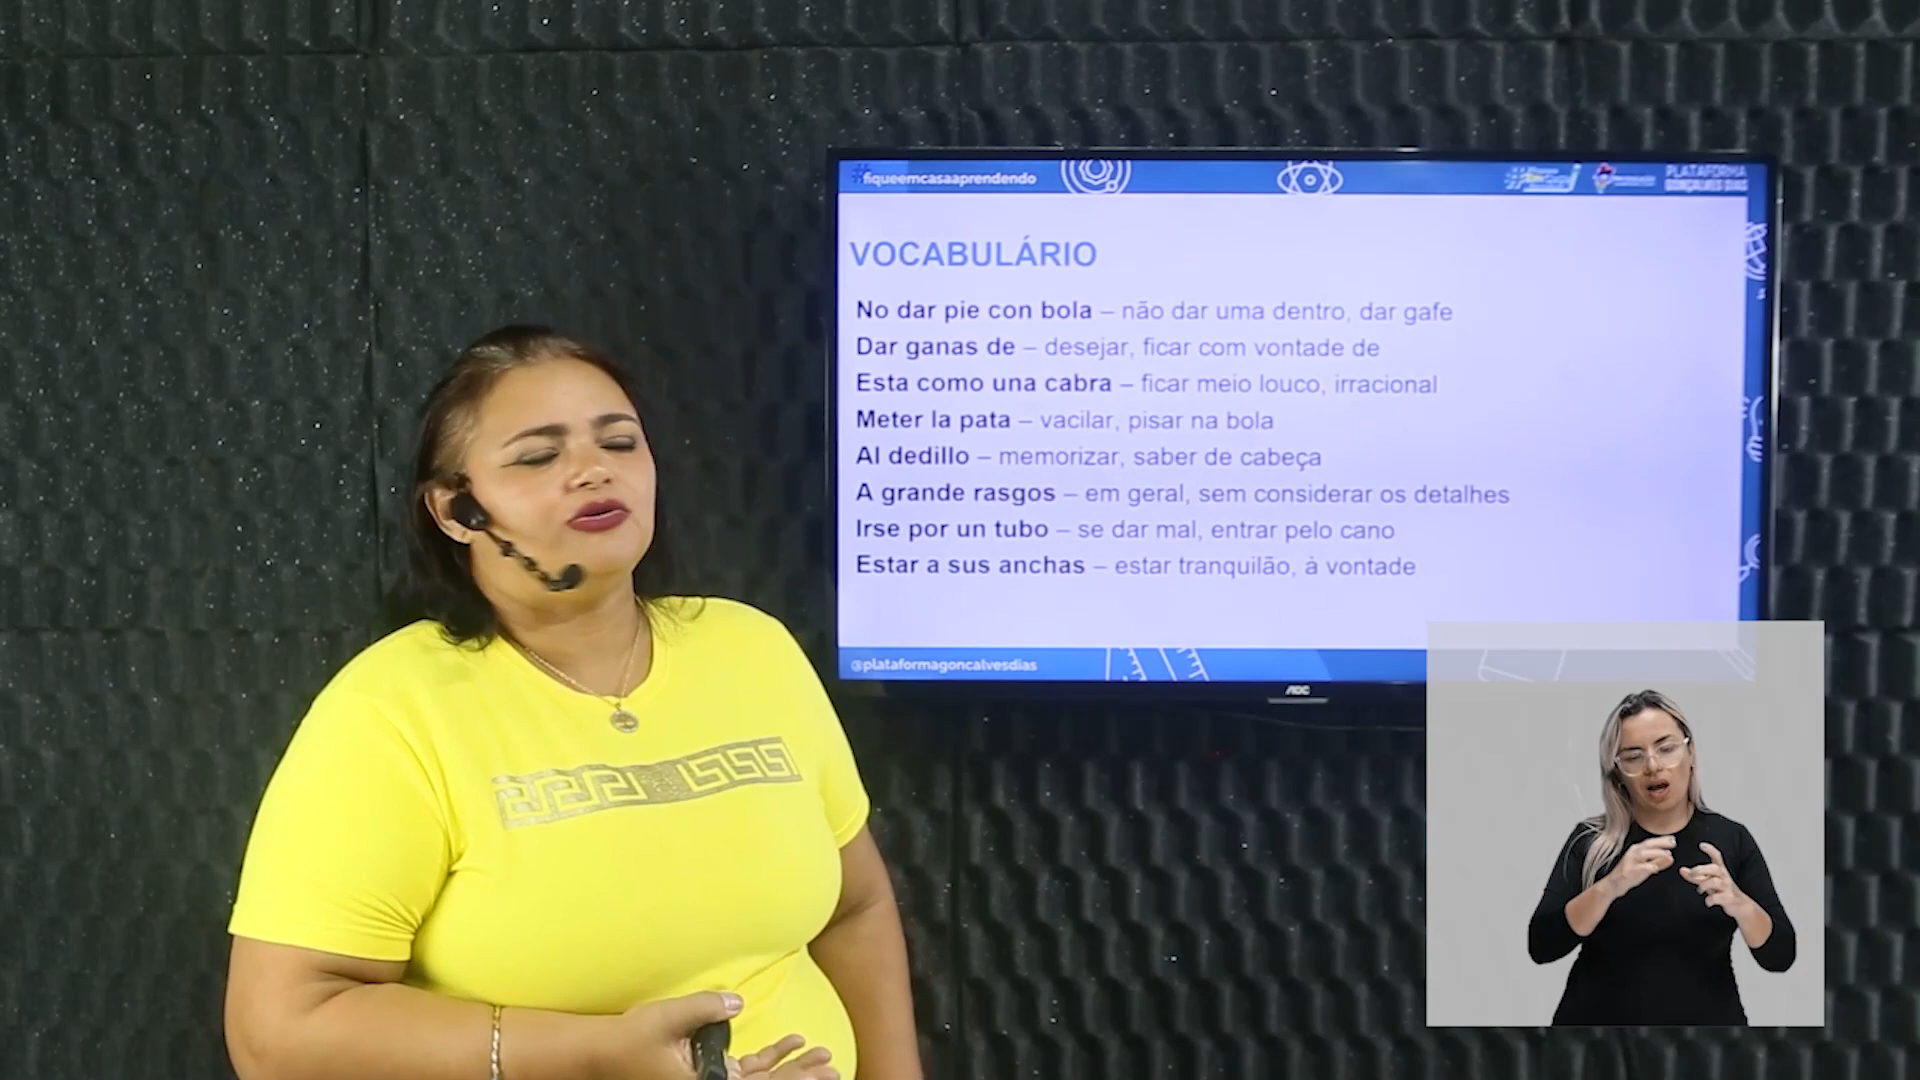 #fiqueemcasaaprendendo
PLATAFORMA
GONÇALVES DIAS
VOCABULÁRIO
No dar pie con bola – não dar uma dentro, dar gafe
Dar ganas de – desejar, ficar com vontade de
Esta como una cabra – ficar meio louco, irracional
Meter la pata – vacilar, pisar na bola
Al dedillo – memorizar, saber de cabeça
A grande rasgos – em geral, sem considerar os detalhes
Irse por un tubo – se dar mal, entrar pelo cano
Estar a sus anchas – estar tranquilão, à vontade
@plataformagoncalvesdias
AOC